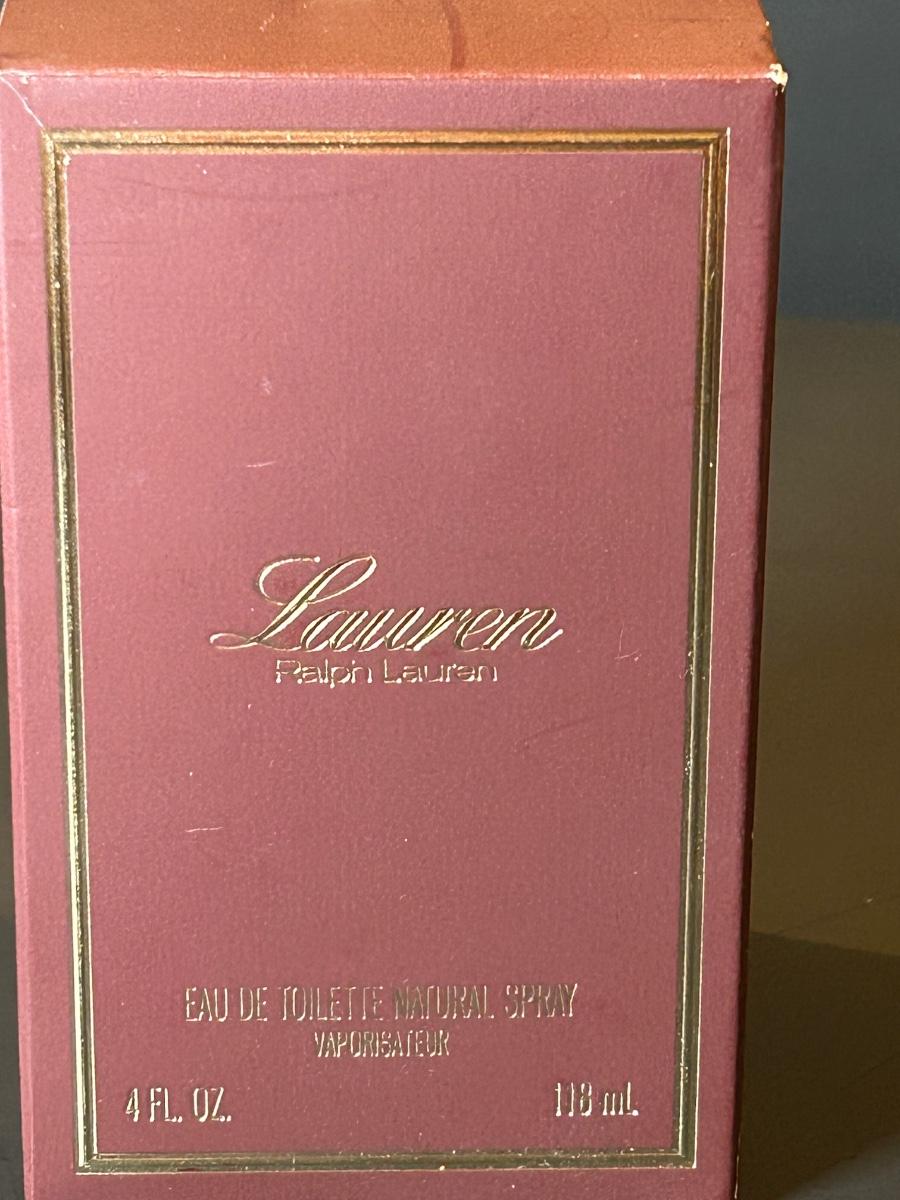 Lauren
Ralph Lauren
EAU DE TOILETTE NATURAL SPRAY
VAPORISATEUR
4 FL. OZ.
118 mL